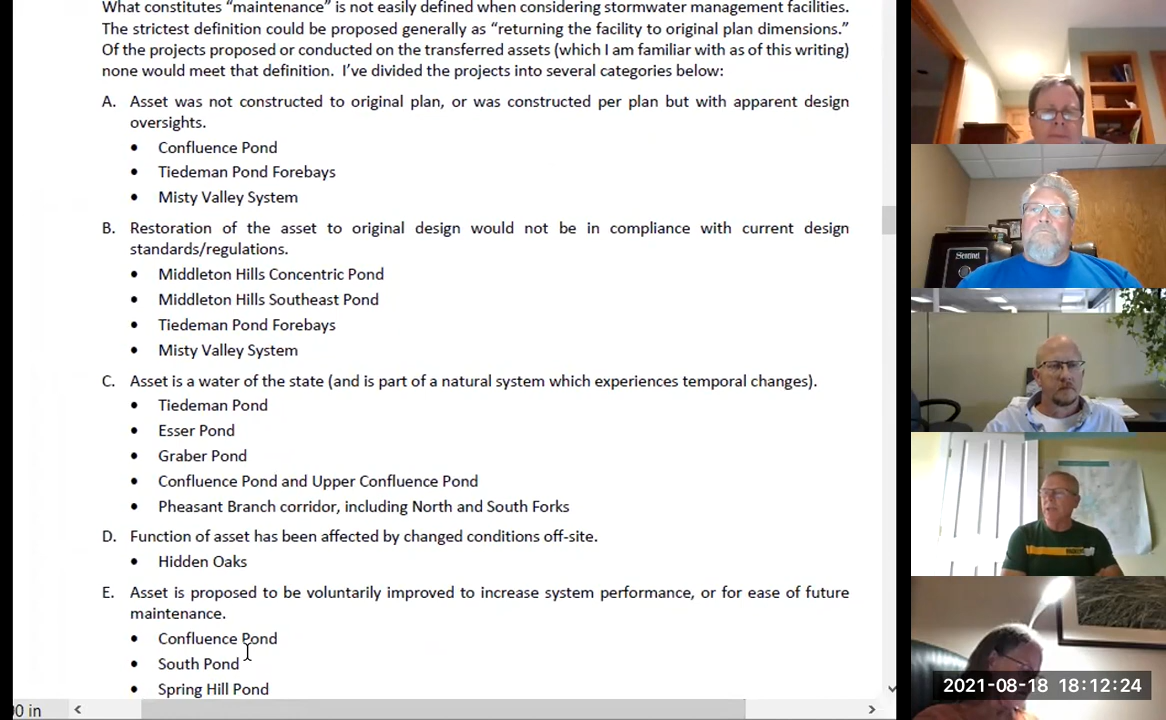 What constitutes “maintenance” is not easily defined when considering stormwater management facilities.
The strictest definition could be proposed generally as “returning the facility to original plan dimensions.”
Of the projects proposed or conducted on the transferred assets (which I am familiar with as of this writing)
none would meet that definition.  I’ve divided the projects into several categories below:
A. Asset was not constructed to original plan, or was constructed per plan but with apparent design
oversights.
• Confluence Pond
• Tiedeman Pond Forebays
• Misty Valley System
B. Restoration of the asset to original design would not be in compliance with current design
standards/regulations.
• Middleton Hills Concentric Pond
• Middleton Hills Southeast Pond
• Tiedeman Pond Forebays
• Misty Valley System
C. Asset is a water of the state (and is part of a natural system which experiences temporal changes).
• Tiedeman Pond
• Esser Pond
• Graber Pond
• Confluence Pond and Upper Confluence Pond
• Pheasant Branch corridor, including North and South Forks
D. Function of asset has been affected by changed conditions off-site.
• Hidden Oaks
E. Asset is proposed to be voluntarily improved to increase system performance, or for ease of future
maintenance.
• Confluence Pond
• South Pond
• Spring Hill Pond
0 in
Sentinel
2021-08-18 18:12:24